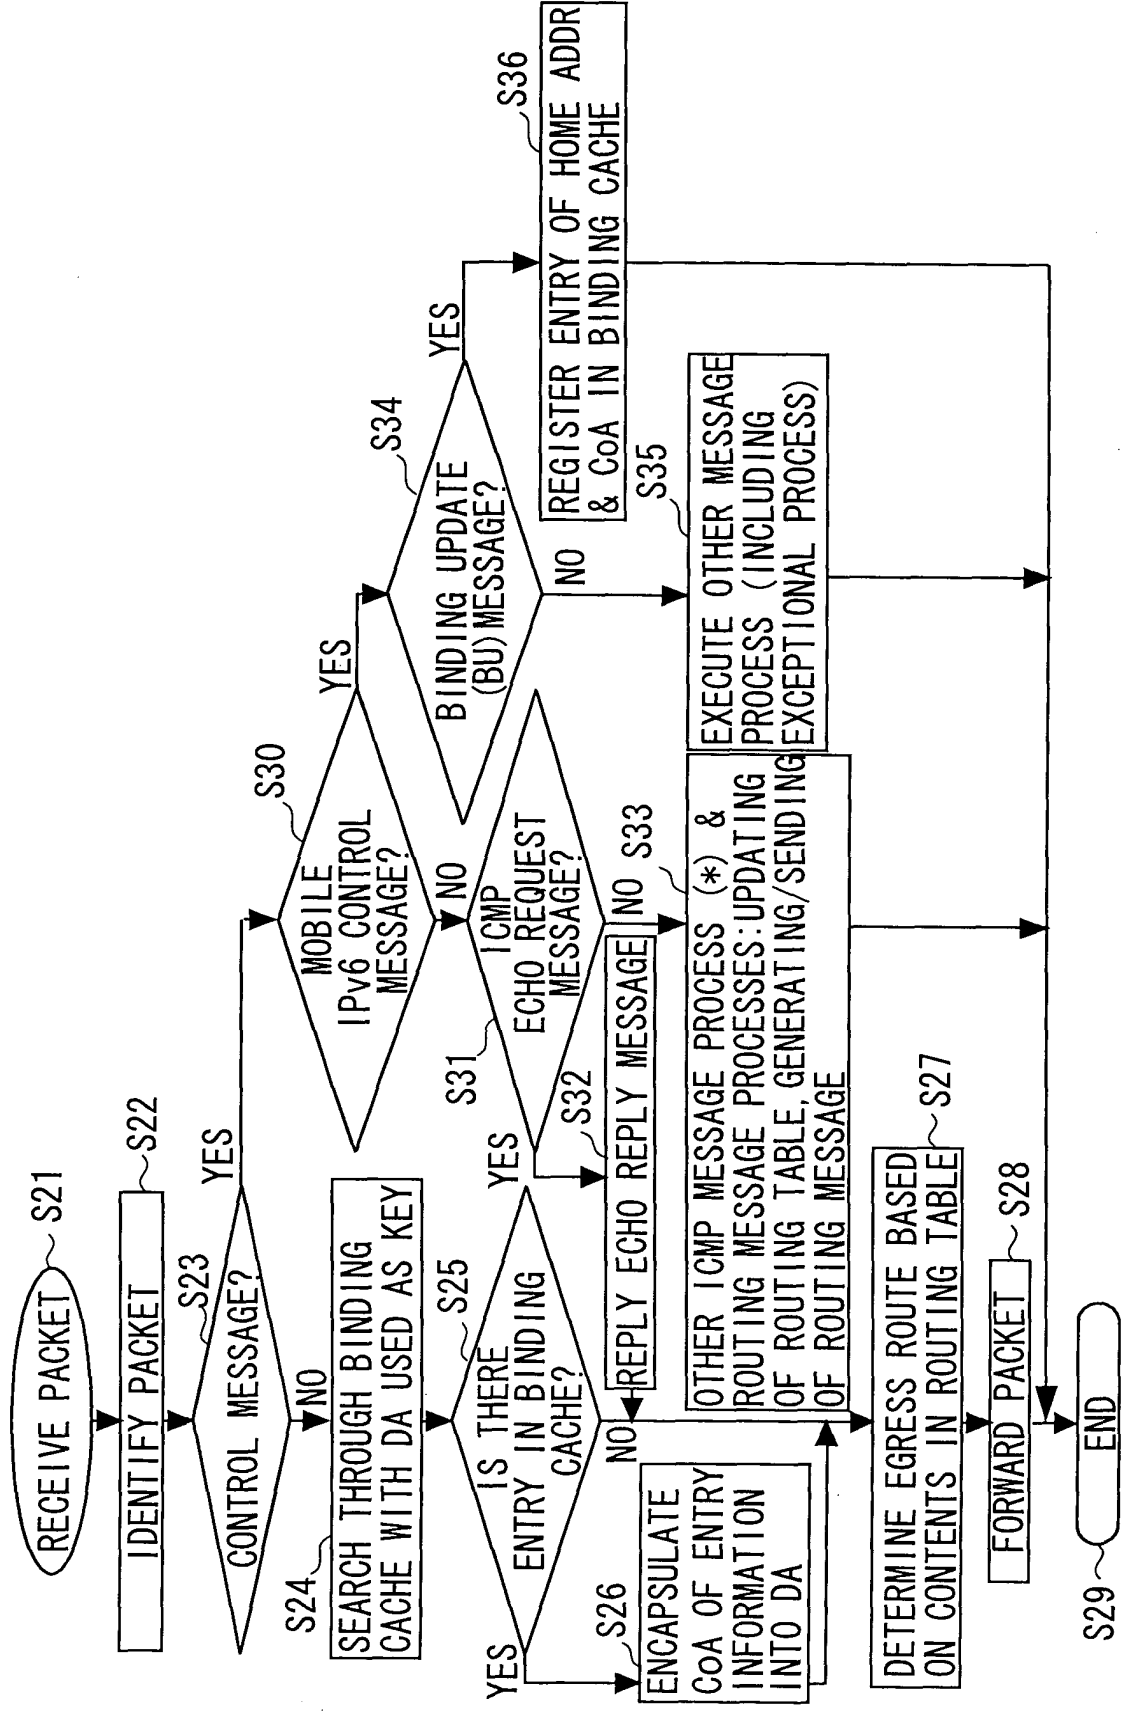 RECEIVE PACKET
S21
IDENTIFY PACKET
S22
CONTROL MESSAGE?
S23
YES
NO
SEARCH THROUGH BINDING
CACHE WITH DA USED AS KEY
S24
IS THERE
ENTRY IN BINDING
CACHE?
S25
YES
NO
ENCAPSULATE
CoA OF ENTRY
INFORMATION
INTO DA
S26
DETERMINE EGRESS ROUTE BASED
ON CONTENTS IN ROUTING TABLE
S27
FORWARD PACKET
S28
END
S29
MOBILE
IPv6 CONTROL
MESSAGE?
S30
YES
NO
ICMP
ECHO REQUEST
MESSAGE?
S31
YES
NO
REPLY ECHO REPLY MESSAGE
S32
OTHER ICMP MESSAGE PROCESS (*) &
ROUTING MESSAGE PROCESSES:UPDATING
OF ROUTING TABLE, GENERATING/SENDING
OF ROUTING MESSAGE
S33
BINDING UPDATE
(BU) MESSAGE?
S34
YES
NO
EXECUTE OTHER MESSAGE
PROCESS (INCLUDING
EXCEPTIONAL PROCESS)
S35
REGISTER ENTRY OF HOME ADDR
& CoA IN BINDING CACHE
S36